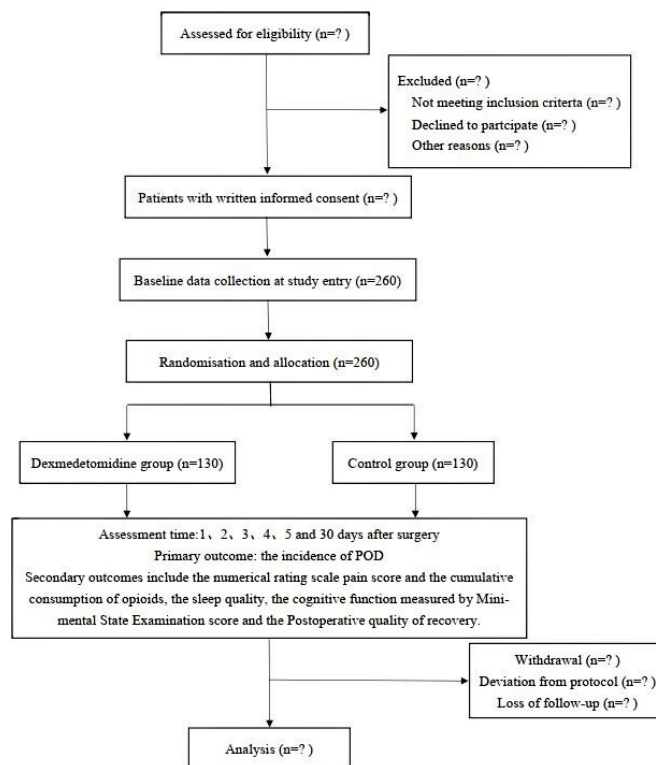 Assessed for eligibility (n=? )
Excluded (n=? )
Not meeting inclusion criterta (n=? )
Declined to partcipate (n=? )
Other reasons (n=? )
Patients with written informed consent (n=? )
Baseline data collection at study entry (n=260)
Randomisation and allocation (n=260)
Dexmedetomidine group (n=130)
Control group (n=130)
Assessment time:1、2、3、4、5 and 30 days after surgery
Primary outcome: the incidence of POD
Secondary outcomes include the numerical rating scale pain score and the cumulative
consumption of opioids, the sleep quality, the cognitive function measured by Mini-
mental State Examination score and the Postoperative quality of recovery.
Withdrawal (n=? )
Deviation from protocol (n=? )
Loss of follow-up (n=? )
Analysis (n=? )